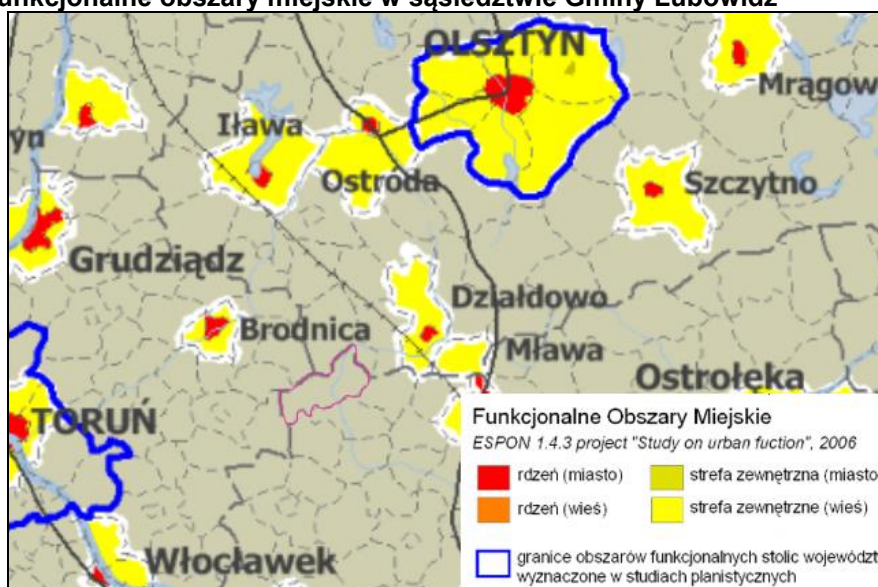 unkcjonalne obszary miejskie w sąsiedztwie Gminy Lubowidz
OLSZTYN
Mrągow
Iława
yn
Ostróda
Szczytno
Grudziądz
Działdowo
Brodnica
Mława
Ostrołęka
TORUŃ
Funkcjonalne Obszary Miejskie
ESPON 1.4.3 project "Study on urban fuction", 2006
rdzeń (miasto)
strefa zewnętrzna (miasto
rdzeń (wieś)
strefa zewnętrzne (wieś)
Włocławek
granice obszarów funkcjonalnych stolic województ
wyznaczone w studiach planistycznych